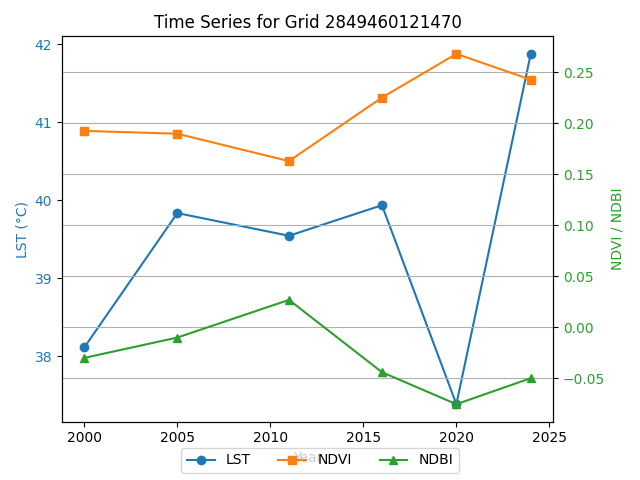 Time Series for Grid 2849460121470
42
41
40
39
38
LST (°C)
0.25
0.20
0.15
0.10
0.05
0.00
−0.05
NDVI / NDBI
2000 2005 2010 2015 2020 2025
Year
LST NDVI NDBI